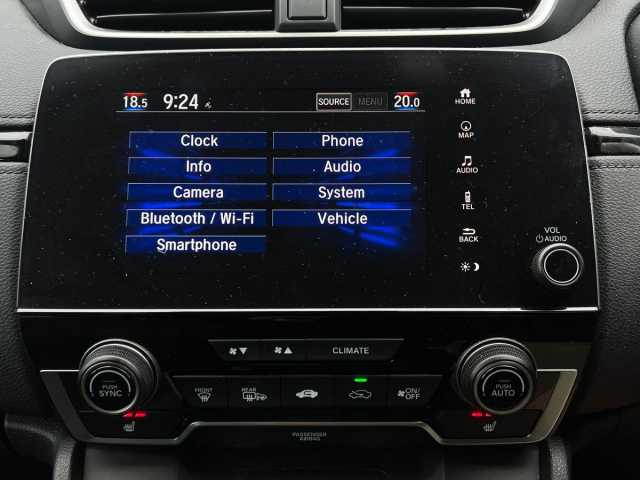 18.5 9:24 SOURCE MENU 20.0
HOME
MAP
AUDIO
TEL
BACK
Clock Phone
Info Audio
Camera System
Bluetooth / Wi-Fi Vehicle
Smartphone
VOL
AUDIO
CLIMATE
PUSH
SYNC
FRONT
REAR
ON/
OFF
PUSH
AUTO
PASSENGER
AIRBAG